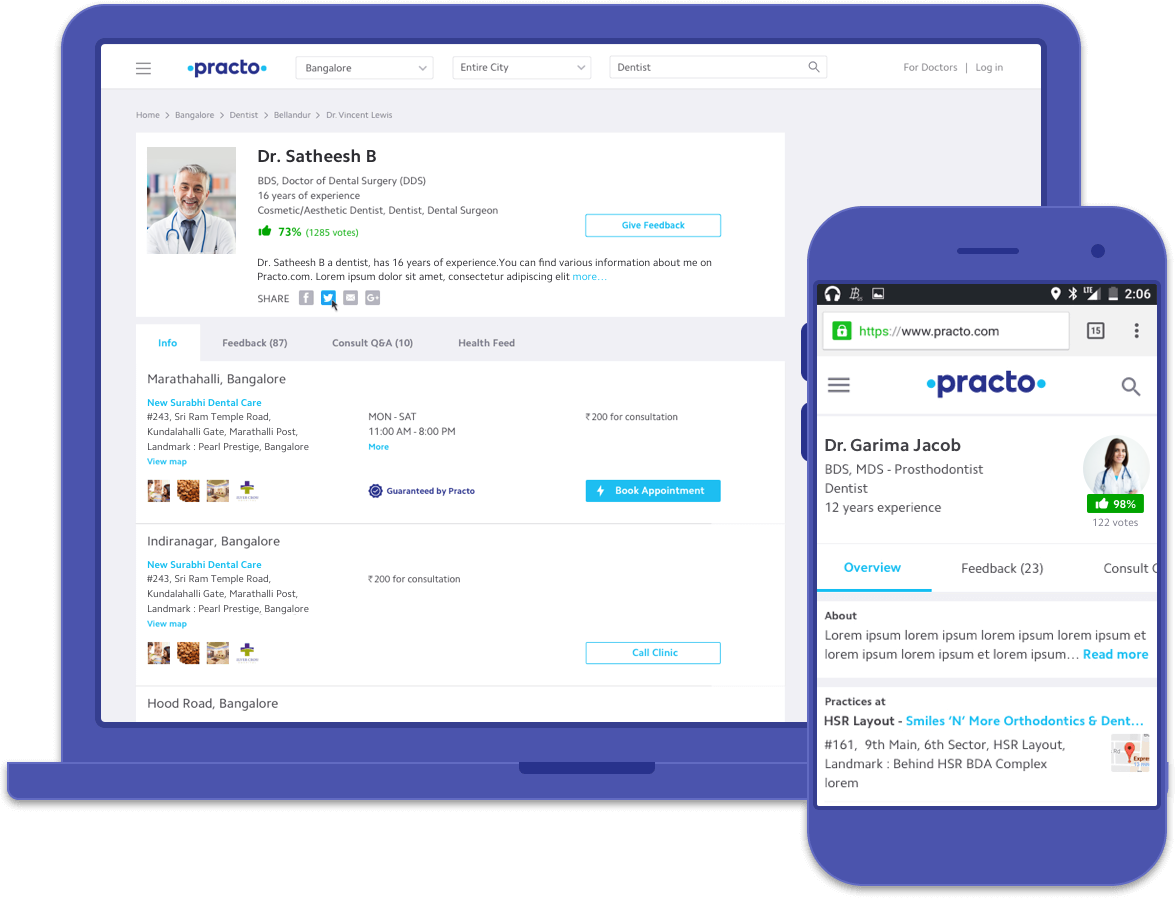 practo
Bangalore
Entire City
Dentist
For Doctors | Log in
Home > Bangalore > Dentist > Bellandur > Dr. Vincent Lewis
Dr. Satheesh B
BDS, Doctor of Dental Surgery (DDS)
16 years of experience
Cosmetic/Aesthetic Dentist, Dentist, Dental Surgeon
73% (1285 votes)
Give Feedback
Dr. Satheesh B a dentist, has 16 years of experience.You can find various information about me on
Practo.com. Lorem ipsum dolor sit amet, consectetur adipiscing elit more...
SHARE
Info
Feedback (87)
Consult Q&A (10)
Health Feed
Marathahalli, Bangalore
New Surabhi Dental Care
#243, Sri Ram Temple Road,
Kundalahalli Gate, Marathalli Post,
Landmark : Pearl Prestige, Bangalore
View map
MON - SAT
11:00 AM - 8:00 PM
More
₹200 for consultation
Guaranteed by Practo
Book Appointment
Indiranagar, Bangalore
New Surabhi Dental Care
#243, Sri Ram Temple Road,
Kundalahalli Gate, Marathalli Post,
Landmark : Pearl Prestige, Bangalore
View map
₹200 for consultation
Call Clinic
Hood Road, Bangalore
LTE 2:06
https://www.practo.com
15
practo
Dr. Garima Jacob
BDS, MDS - Prosthodontist
Dentist
12 years experience
98%
122 votes
Overview
Feedback (23)
Consult
About
Lorem ipsum lorem ipsum lorem ipsum lorem ipsum et
lorem ipsum lorem ipsum et lorem ipsum... Read more
Practices at
HSR Layout - Smiles ‘N’ More Orthodontics & Dent...
#161, 9th Main, 6th Sector, HSR Layout,
Landmark : Behind HSR BDA Complex
lorem